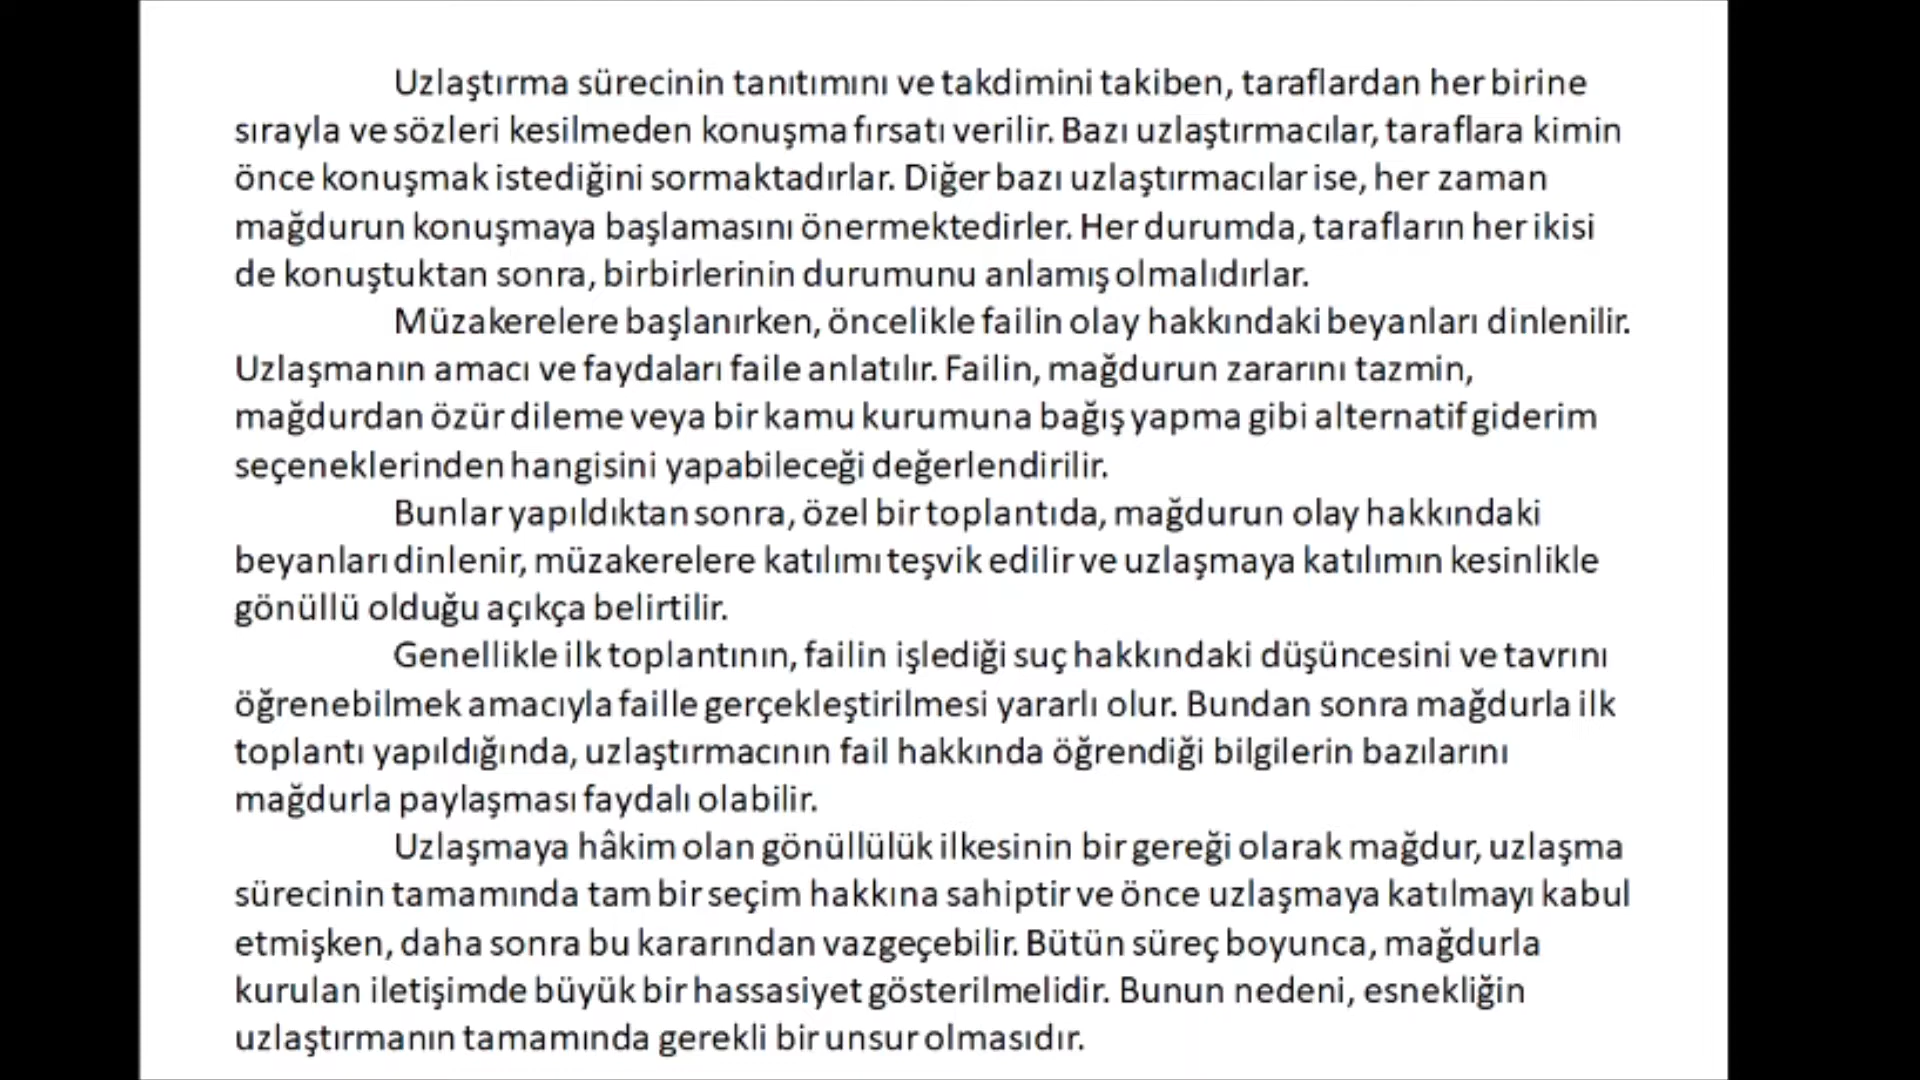 Uzlaştırma sürecinin tanıtımını ve takdimini takiben, taraflardan her birine
sırayla ve sözleri kesilmeden konuşma fırsatı verilir. Bazı uzlaştırmacılar, taraflara kimin
önce konuşmak istediğini sormaktadırlar. Diğer bazı uzlaştırmacılar ise, her zaman
mağdurun konuşmaya başlamasını önermektedirler. Her durumda, tarafların her ikisi
de konuştuktan sonra, birbirlerinin durumunu anlamış olmalıdırlar.
Müzakerelere başlanırken, öncelikle failin olay hakkındaki beyanları dinlenilir.
Uzlaşmanın amacı ve faydaları faile anlatılır. Failin, mağdurun zararını tazmin,
mağdurdan özür dileme veya bir kamu kurumuna bağış yapma gibi alternatif giderim
seçeneklerinden hangisini yapabileceği değerlendirilir.
Bunlar yapıldıktan sonra, özel bir toplantıda, mağdurun olay hakkındaki
beyanları dinlenir, müzakerelere katılımı teşvik edilir ve uzlaşmaya katılımın kesinlikle
gönüllü olduğu açıkça belirtilir.
Genellikle ilk toplantının, failin işlediği suç hakkındaki düşüncesini ve tavrını
öğrenebilmek amacıyla faille gerçekleştirilmesi yararlı olur. Bundan sonra mağdurla ilk
toplantı yapıldığında, uzlaştırmacının fail hakkında öğrendiği bilgilerin bazılarını
mağdurla paylaşması faydalı olabilir.
Uzlaşmaya hâkim olan gönüllülük ilkesinin bir gereği olarak mağdur, uzlaşma
sürecinin tamamında tam bir seçim hakkına sahiptir ve önce uzlaşmaya katılmayı kabul
etmişken, daha sonra bu kararından vazgeçebilir. Bütün süreç boyunca, mağdurla
kurulan iletişimde büyük bir hassasiyet gösterilmelidir. Bunun nedeni, esnekliğin
uzlaştırmanın tamamında gerekli bir unsur olmasıdır.